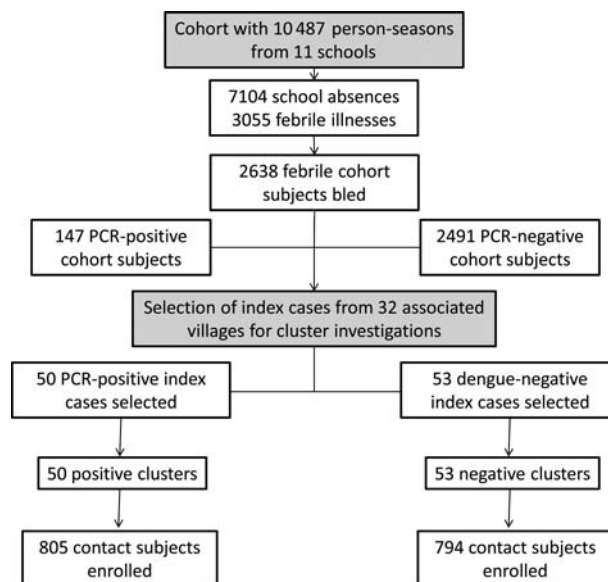 Cohort with 10 487 person-seasons
from 11 schools
7104 school absences
3055 febrile illnesses
2638 febrile cohort
subjects bled
147 PCR-positive
cohort subjects
2491 PCR-negative
cohort subjects
Selection of index cases from 32 associated
villages for cluster investigations
50 PCR-positive index
cases selected
53 dengue-negative
index cases selected
50 positive clusters
53 negative clusters
805 contact subjects
enrolled
794 contact subjects
enrolled